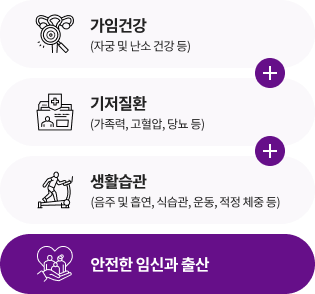 가임건강
(자궁 및 난소 건강 등)
기저질환
(가족력, 고혈압, 당뇨 등)
생활습관
(음주 및 흡연, 식습관, 운동, 적정 체중 등)
안전한 임신과 출산